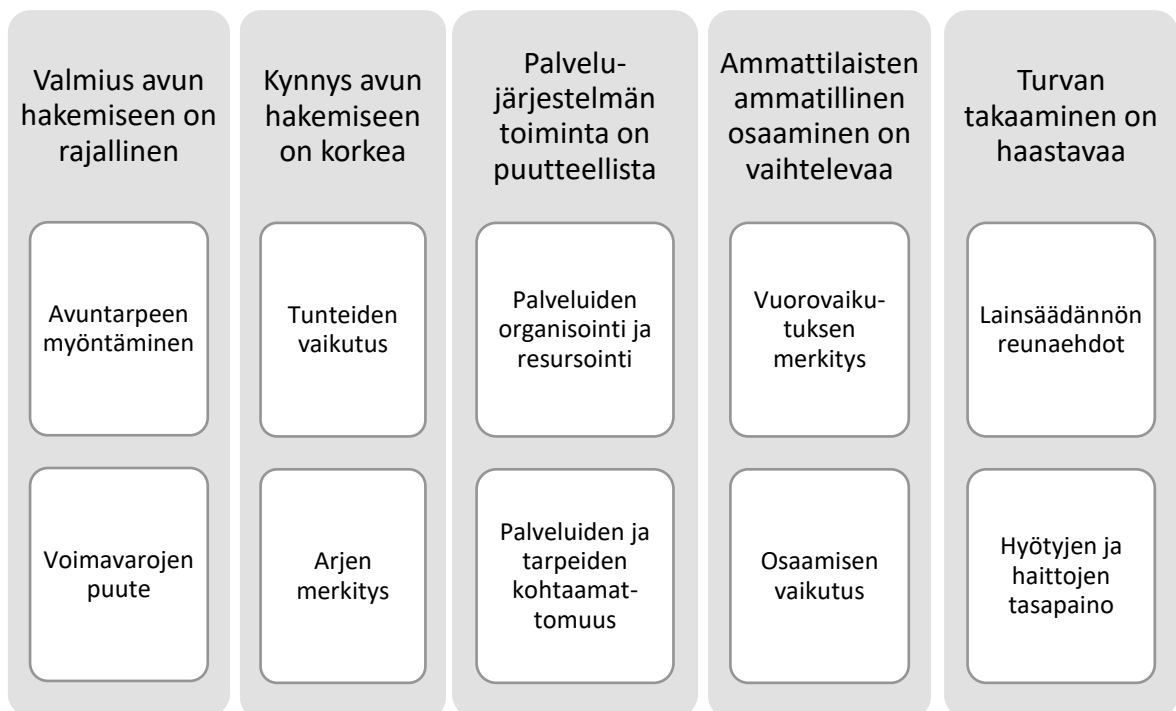 Valmius avun
hakemiseen on
rajallinen
Avuntarpeen
myöntäminen
Voimavarojen
puute
Kynnys avun
hakemiseen
on korkea
Tunteiden
vaikutus
Arjen
merkitys
Palvelu-
järjestelmän
toiminta on
puutteellista
Palveluiden
organisointi ja
resursointi
Palveluiden ja
tarpeiden
kohtaamat-
tomuus
Ammattilaisten
ammatillinen
osaaminen on
vaihtelevaa
Vuorovaiku-
tuksen
merkitys
Osaamisen
vaikutus
Turvan
takaaminen on
haastavaa
Lainsäädännön
reunaehdot
Hyötyjen ja
haittojen
tasapaino